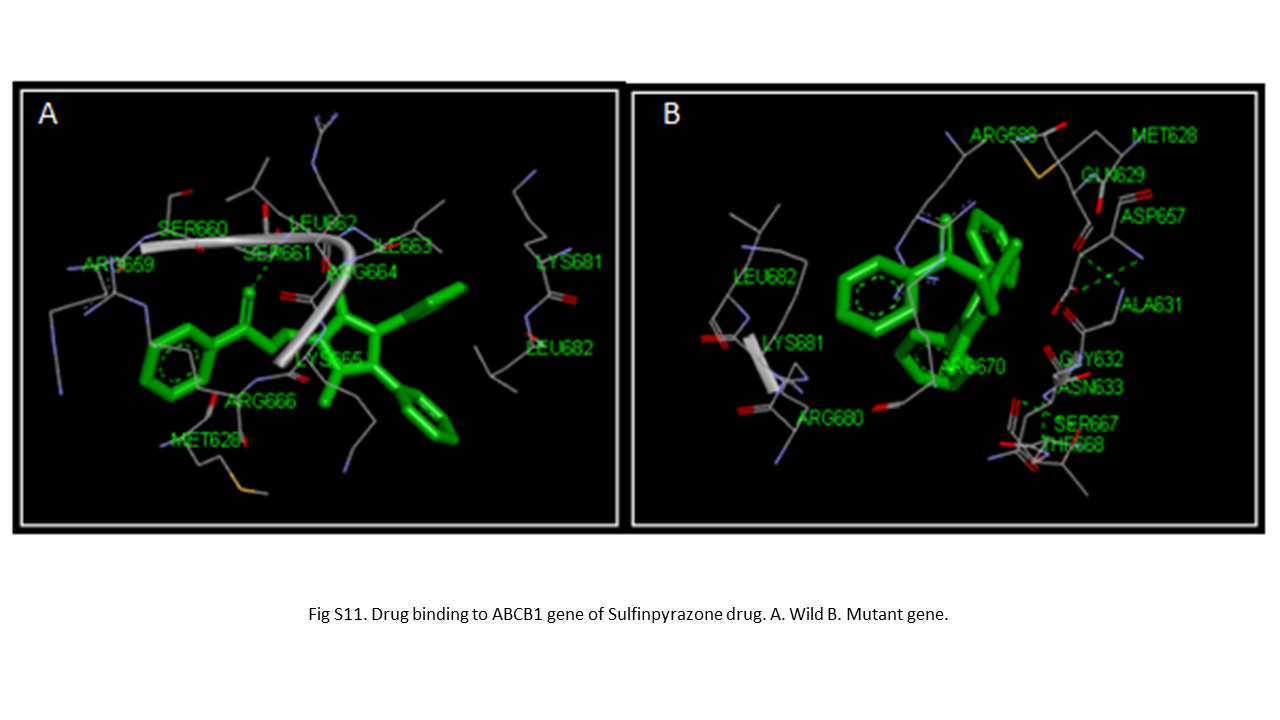 A
SER660
LEU662
SER661
ILE663
ARG659
ARG664
LYS681
LEU682
LYS665
ARG666
MET628
B
ARG588
MET628
GLN629
ASP657
LEU682
ALA631
LYS681
GLY632
ARG670
ASN633
ARG680
SER667
THR668
Fig S11. Drug binding to ABCB1 gene of Sulfinpyrazone drug. A. Wild B. Mutant gene.